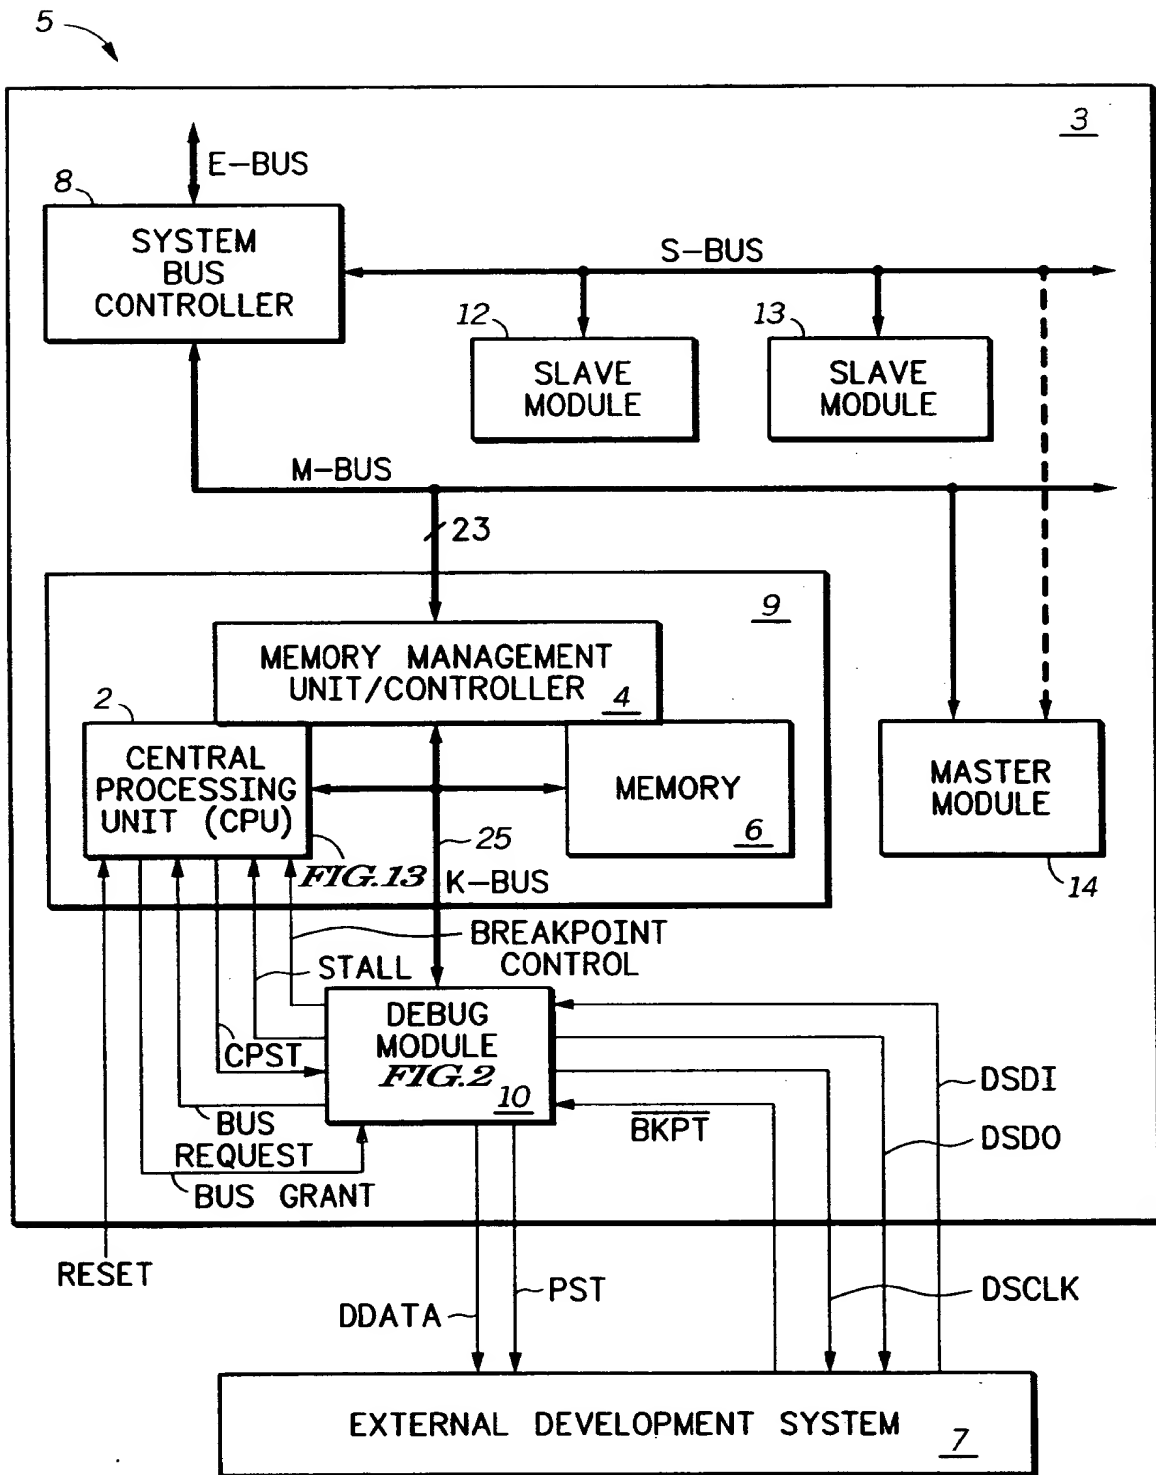 5
3
E-BUS
8
SYSTEM
BUS
CONTROLLER
S-BUS
12
SLAVE
MODULE
13
SLAVE
MODULE
M-BUS
23
9
MEMORY MANAGEMENT
UNIT/CONTROLLER
4
2
CENTRAL
PROCESSING
UNIT (CPU)
MEMORY
6
MASTER
MODULE
14
25
FIG.13
K-BUS
BREAKPOINT
CONTROL
STALL
CPST
DEBUG
MODULE
FIG.2
10
BUS
REQUEST
BUS GRANT
BKPT
DSDI
DSDO
RESET
PST
DDATA
DSCLK
EXTERNAL DEVELOPMENT SYSTEM
7